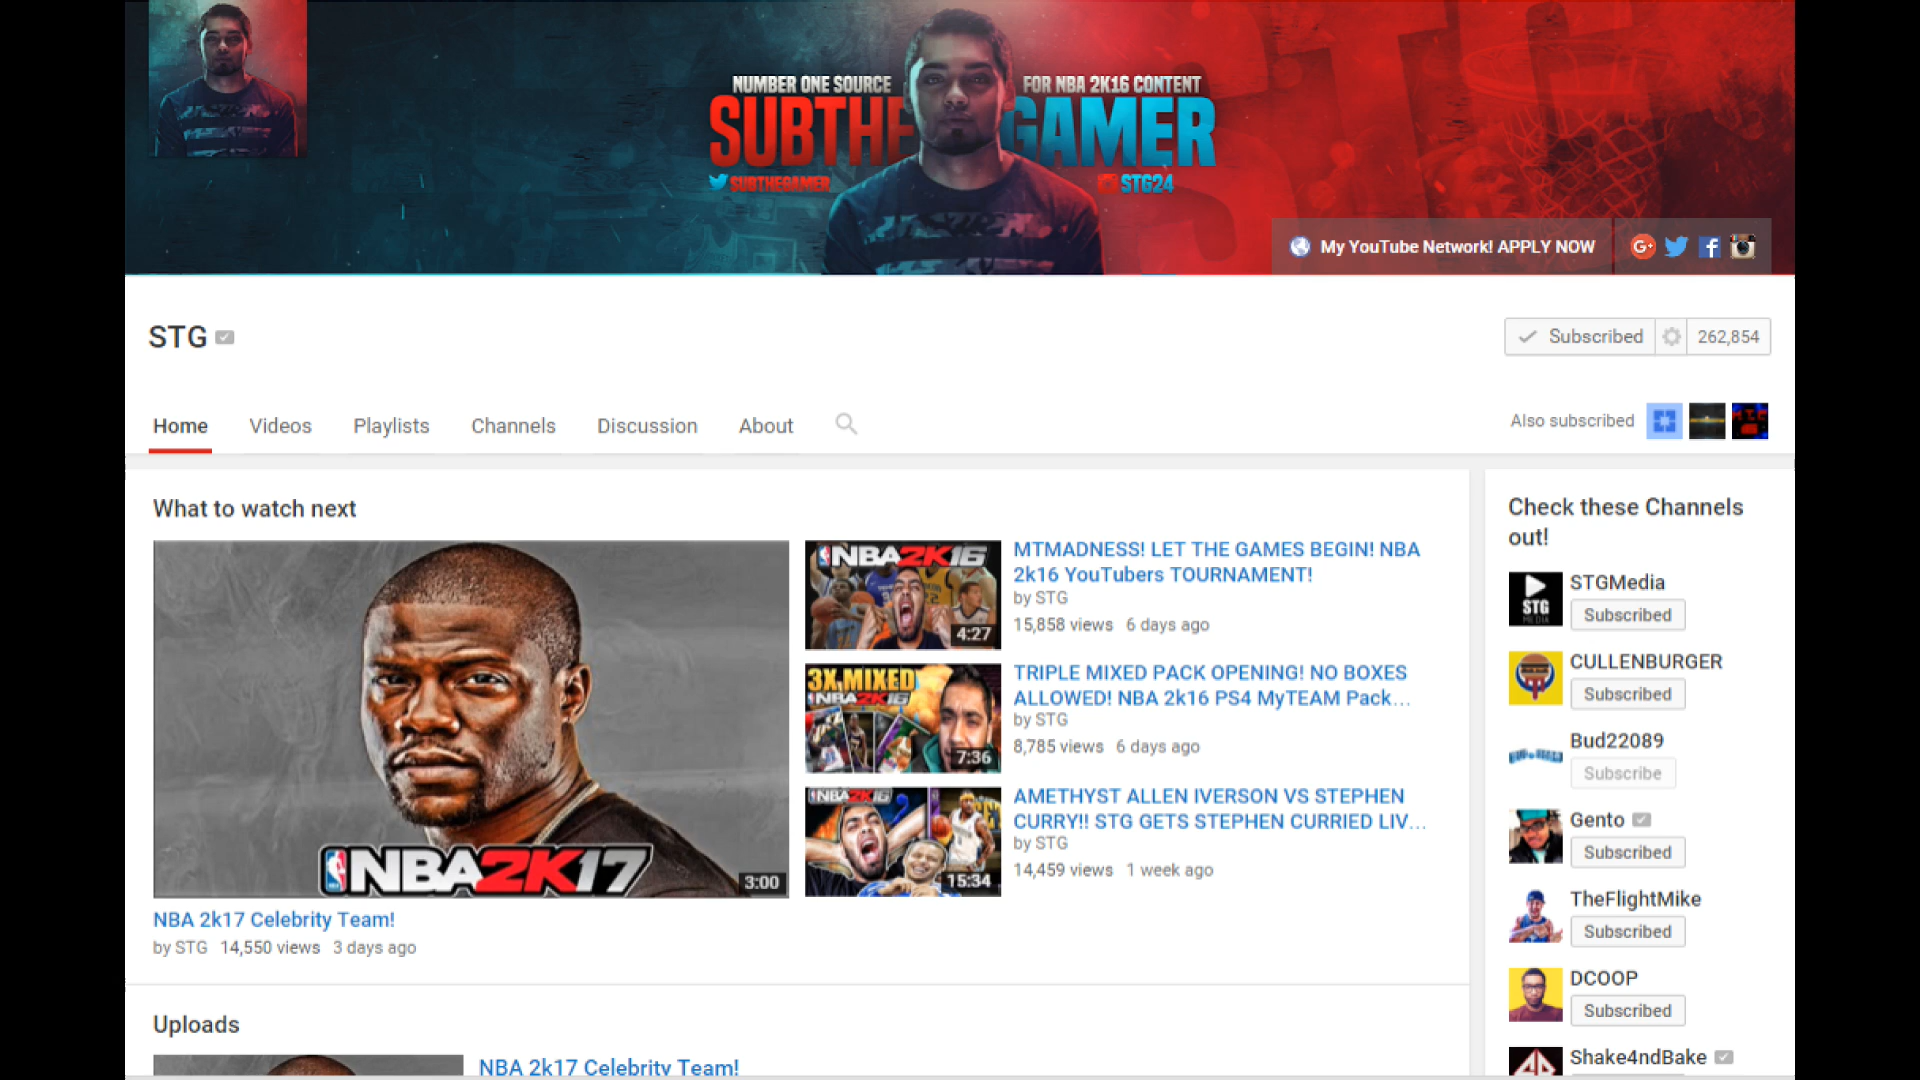 NUMBER ONE SOURCE FOR NBA 2K16 CONTENT
SUBTHEGAMER
SUBTHEGAMER STG24
My YouTube Network! APPLY NOW
STG
Subscribed 262,854
Home Videos Playlists Channels Discussion About
Also subscribed
What to watch next
NBA2K17
3:00
NBA 2k17 Celebrity Team!
by STG 14,550 views 3 days ago
NBA2K16
4:27
MTMADNESS! LET THE GAMES BEGIN! NBA
2k16 YouTubers TOURNAMENT!
by STG
15,858 views 6 days ago
3X MIXED
NBA2K16
7:36
TRIPLE MIXED PACK OPENING! NO BOXES
ALLOWED! NBA 2k16 PS4 MyTEAM Pack...
by STG
8,785 views 6 days ago
NBA2K16
15:34
AMETHYST ALLEN IVERSON VS STEPHEN
CURRY!! STG GETS STEPHEN CURRIED LIV...
by STG
14,459 views 1 week ago
Uploads
NBA 2k17 Celebrity Team!
Check these Channels
out!
STG
MEDIA
STGMedia
Subscribed
CULLENBURGER
Subscribed
Bud22089
Subscribe
Gento
Subscribed
TheFlightMike
Subscribed
DCOOP
Subscribed
Shake4ndBake